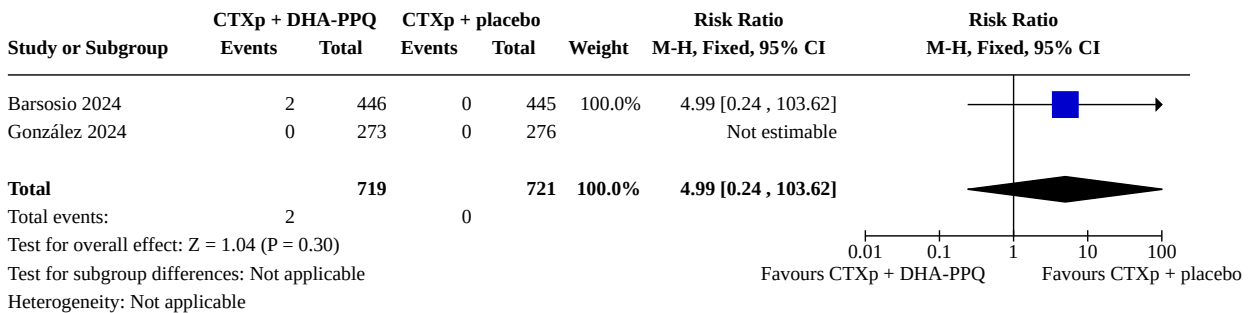 CTXp + DHA-PPQ CTXp + placebo Risk Ratio Risk Ratio
Study or Subgroup Events Total Events Total Weight M-H, Fixed, 95% CI M-H, Fixed, 95% CI
Barsosio 2024 2 446 0 445 100.0% 4.99 [0.24 , 103.62]
González 2024 0 273 0 276 Not estimable
Total 719 721 100.0% 4.99 [0.24 , 103.62]
Total events: 2 0
Test for overall effect: Z = 1.04 (P = 0.30)
0.01 0.1 1 10 100
Test for subgroup differences: Not applicable Favours CTXp + DHA-PPQ Favours CTXp + placebo
Heterogeneity: Not applicable